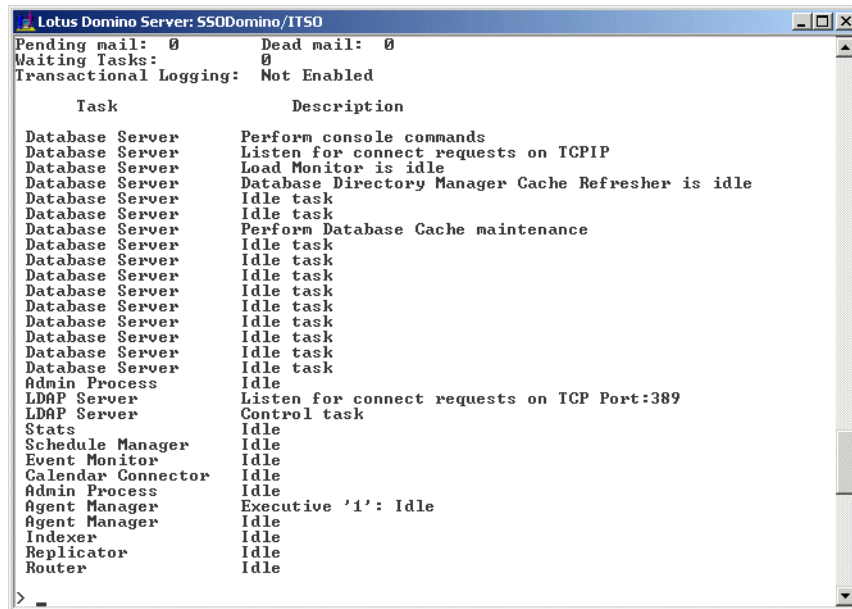 Lotus Domino Server: SSODomino/ITSO
Pending mail: 0 Dead mail: 0
Waiting Tasks: 0
Transactional Logging: Not Enabled
Task Description
Database Server Perform console commands
Database Server Listen for connect requests on TCPIP
Database Server Load Monitor is idle
Database Server Database Directory Manager Cache Refresher is idle
Database Server Idle task
Database Server Idle task
Database Server Perform Database Cache maintenance
Database Server Idle task
Database Server Idle task
Database Server Idle task
Database Server Idle task
Database Server Idle task
Database Server Idle task
Database Server Idle task
Database Server Idle task
Database Server Idle task
Admin Process Idle
LDAP Server Listen for connect requests on TCP Port:389
LDAP Server Control task
Stats Idle
Schedule Manager Idle
Event Monitor Idle
Calendar Connector Idle
Admin Process Idle
Agent Manager Executive '1': Idle
Agent Manager Idle
Indexer Idle
Replicator Idle
Router Idle
> _